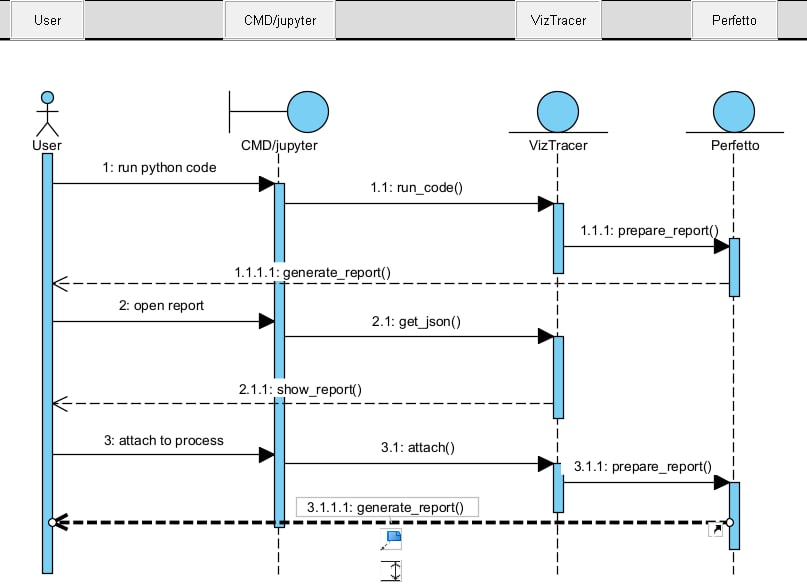 User
CMD/jupyter
VizTracer
Perfetto
User
CMD/jupyter
VizTracer
Perfetto
1: run python code
1.1: run_code()
1.1.1: prepare_report()
1.1.1.1: generate_report()
2: open report
2.1: get_json()
2.1.1: show_report()
3: attach to process
3.1: attach()
3.1.1: prepare_report()
3.1.1.1: generate_report()